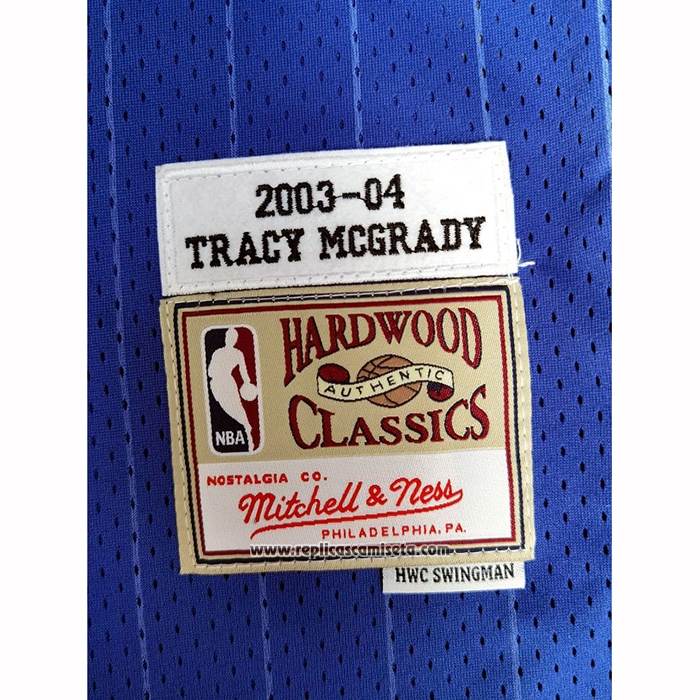 2003-04
TRACY MCGRADY
HARDWOOD
AUTHENTIC
CLASSICS
NBA
NOSTALGIA CO.
Mitchell & Ness
PHILADELPHIA, PA.
www.replicascamiseta.com
HWC SWINGMAN